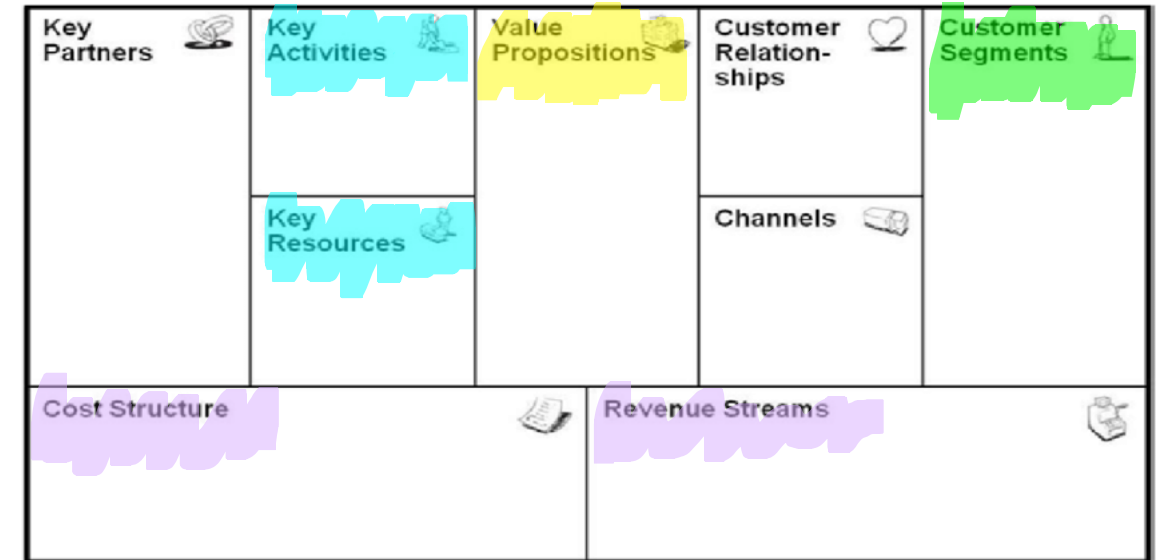 Key
Partners
Key
Activities
Value
Propositions
Customer
Relation-
ships
Customer
Segments
Key
Resources
Channels
Cost Structure
Revenue Streams